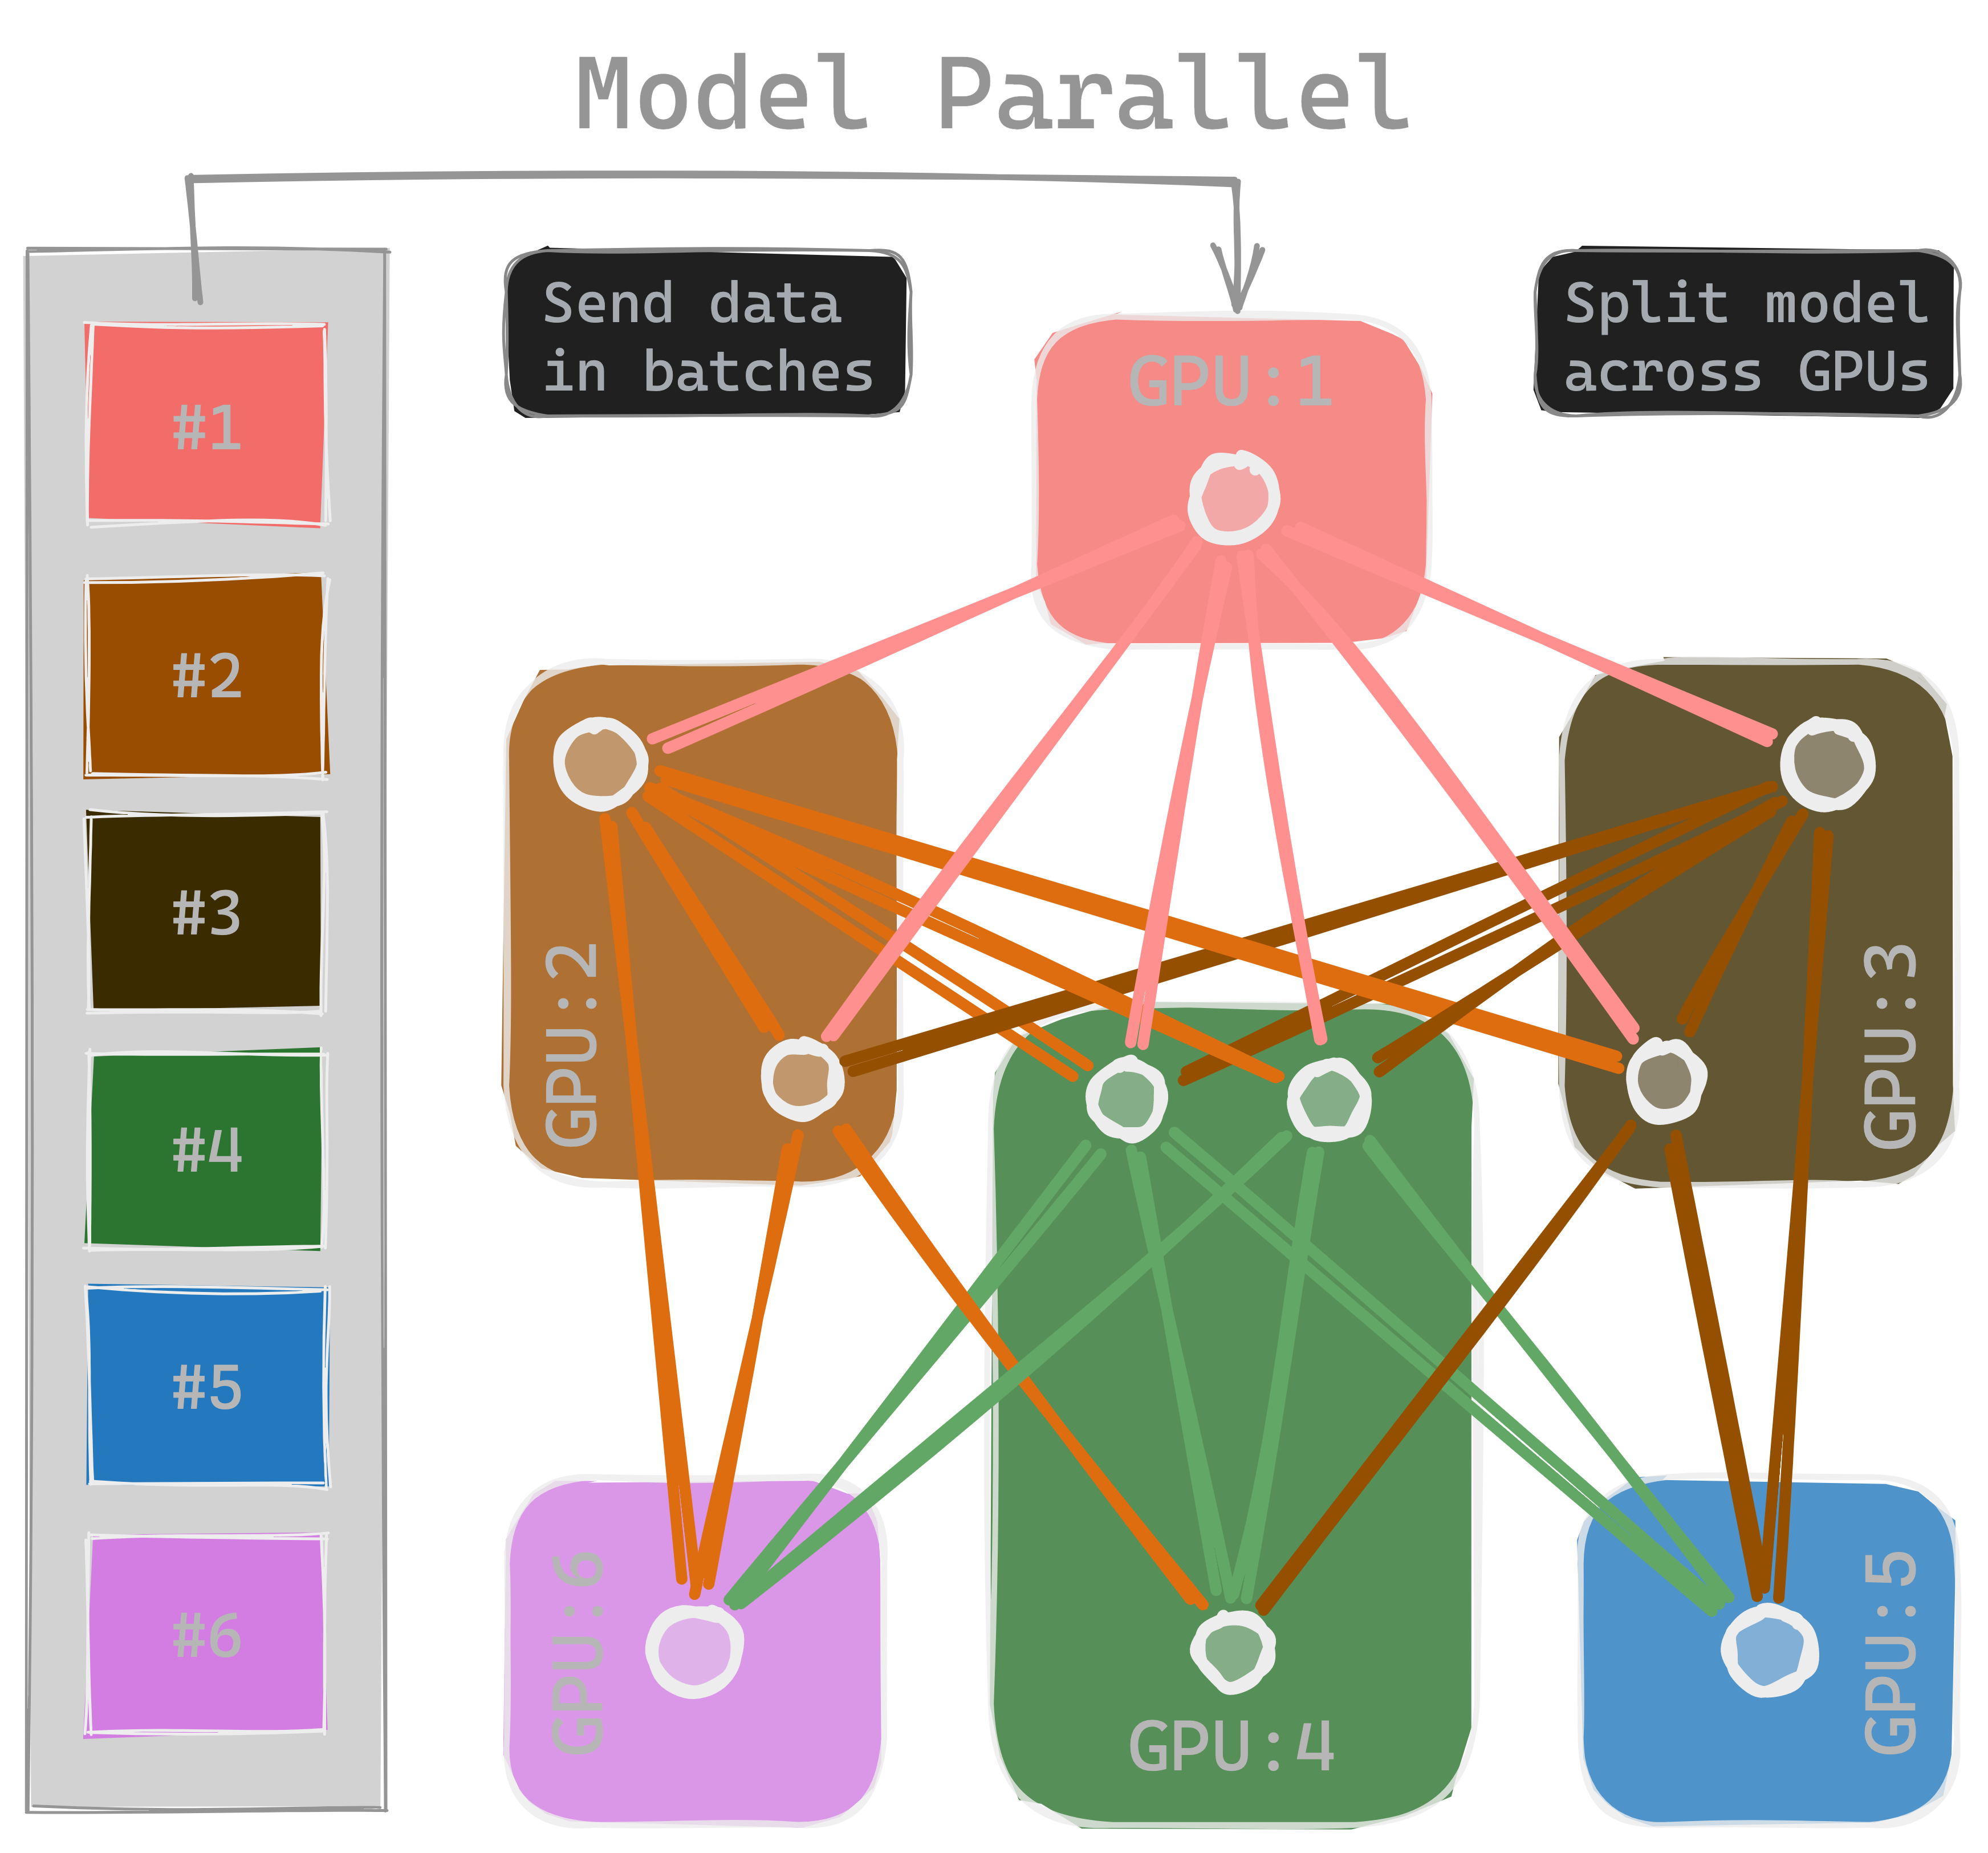 Model Parallel
Send data
in batches
Split model
across GPUs
#1
#2
#3
#4
#5
#6
GPU:1
GPU:2
GPU:3
GPU:6
GPU:4
GPU:5